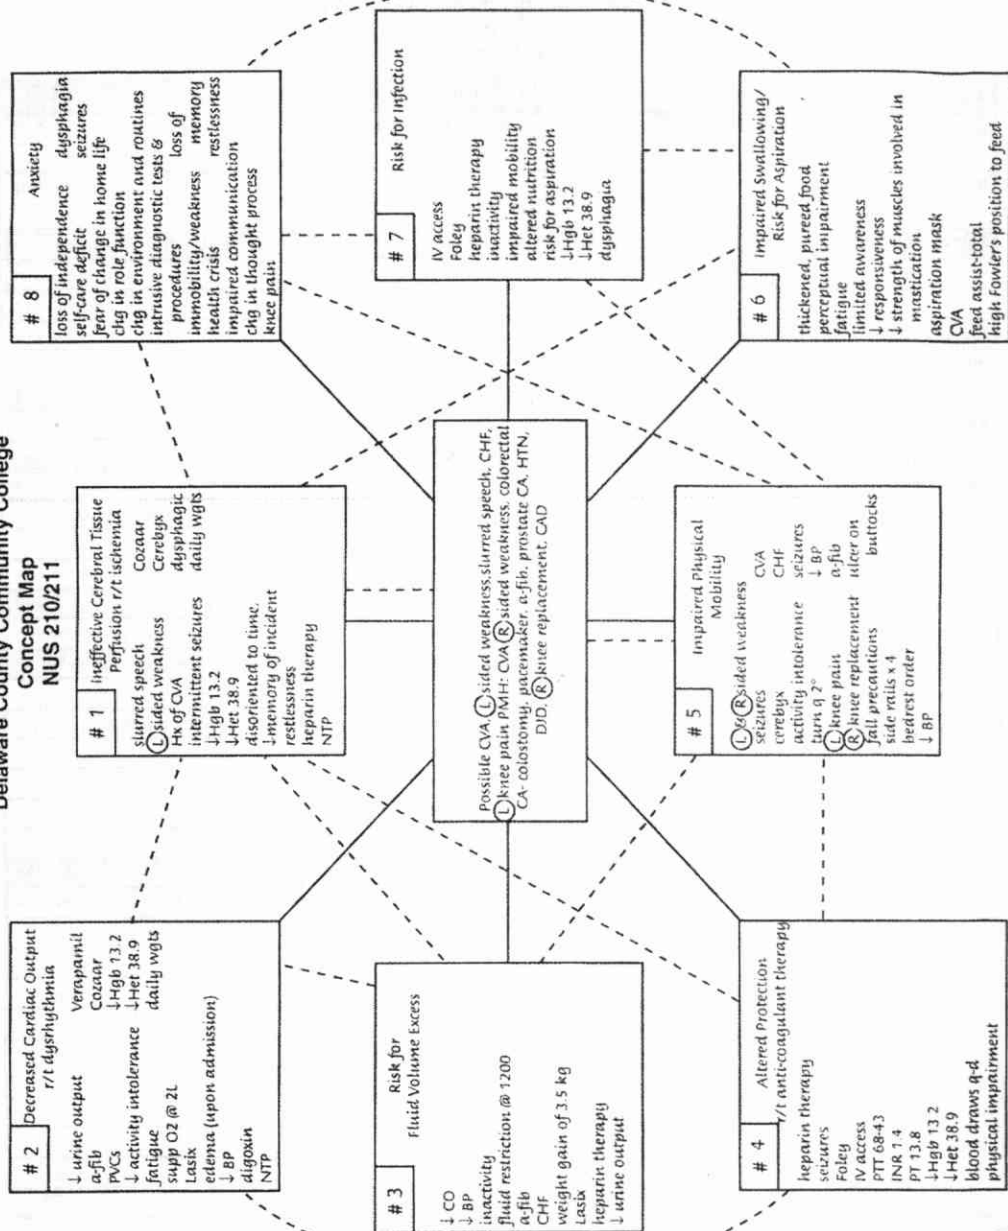 Delaware County Community College
Concept Map
NUS 210/211
# 2
Decreased Cardiac Output
r/t dysrhythmia
↓ urine output
a-fib
PVCs
↓ activity intolerance
fatigue
supp O2 @ 2L
Lasix
edema (upon admission)
↓ BP
digoxin
NTP
Verapamil
Cozaar
↓Hgb 13.2
↓Het 38.9
daily wgts
# 1
Ineffective Cerebral Tissue
Perfusion r/t ischemia
slurred speech
Ⓛ sided weakness
Hx of CVA
intermittent seizures
↓Hgb 13.2
↓Het 38.9
disoriented to time,
↓memory of incident
restlessness
heparin therapy
NTP
Cozaar
Cerebyx
dysphagic
daily wgts
# 8
Anxiety
loss of independence dysphagia
self-care deficit seizures
fear of change in home life
chg in role function
chg in environment and routines
intrusive diagnostic tests &
procedures loss of
immobility/weakness memory
health crisis restlessness
impaired communication
chg in thought process
knee pain
# 3
Risk for
Fluid Volume Excess
↓ CO
↓ BP
inactivity
fluid restriction @ 1200
a-fib
CHF
weight gain of 3.5 kg
Lasix
heparin therapy
↓ urine output
Possible CVA, Ⓛ sided weakness, slurred speech, CHF,
Ⓛ knee pain PMH: CVA Ⓡ sided weakness, colorectal
CA- colostomy, pacemaker, a-fib, prostate CA, HTN,
DJD, Ⓡ knee replacement, CAD
# 7
Risk for Infection
IV access
Foley
heparin therapy
inactivity
impaired mobility
altered nutrition
risk for aspiration
↓Hgb 13.2
↓Het 38.9
dysphagia
# 4
Altered Protection
r/t anti-coagulant therapy
heparin therapy
seizures
Foley
IV access
PTT 68-43
INR 1.4
PT 13.8
↓Hgb 13 2
↓Het 38.9
blood draws q-d
physical impairment
# 5
Impaired Physical
Mobility
Ⓛ & Ⓡ sided weakness
seizures
cerebyx
activity intolerance
turn q 2°
Ⓛ knee pain
Ⓡ knee replacement
fall precautions
side rails x 4
bedrest order
↓ BP
CVA
CHF
seizures
↓ BP
a-fib
ulcer on
buttocks
# 6
Impaired Swallowing/
Risk for Aspiration
thickened, pureed food
perceptual impairment
fatigue
limited awareness
↓ responsiveness
↓ strength of muscles involved in
mastication
aspiration mask
CVA
feed assist-total
high Fowler's position to feed